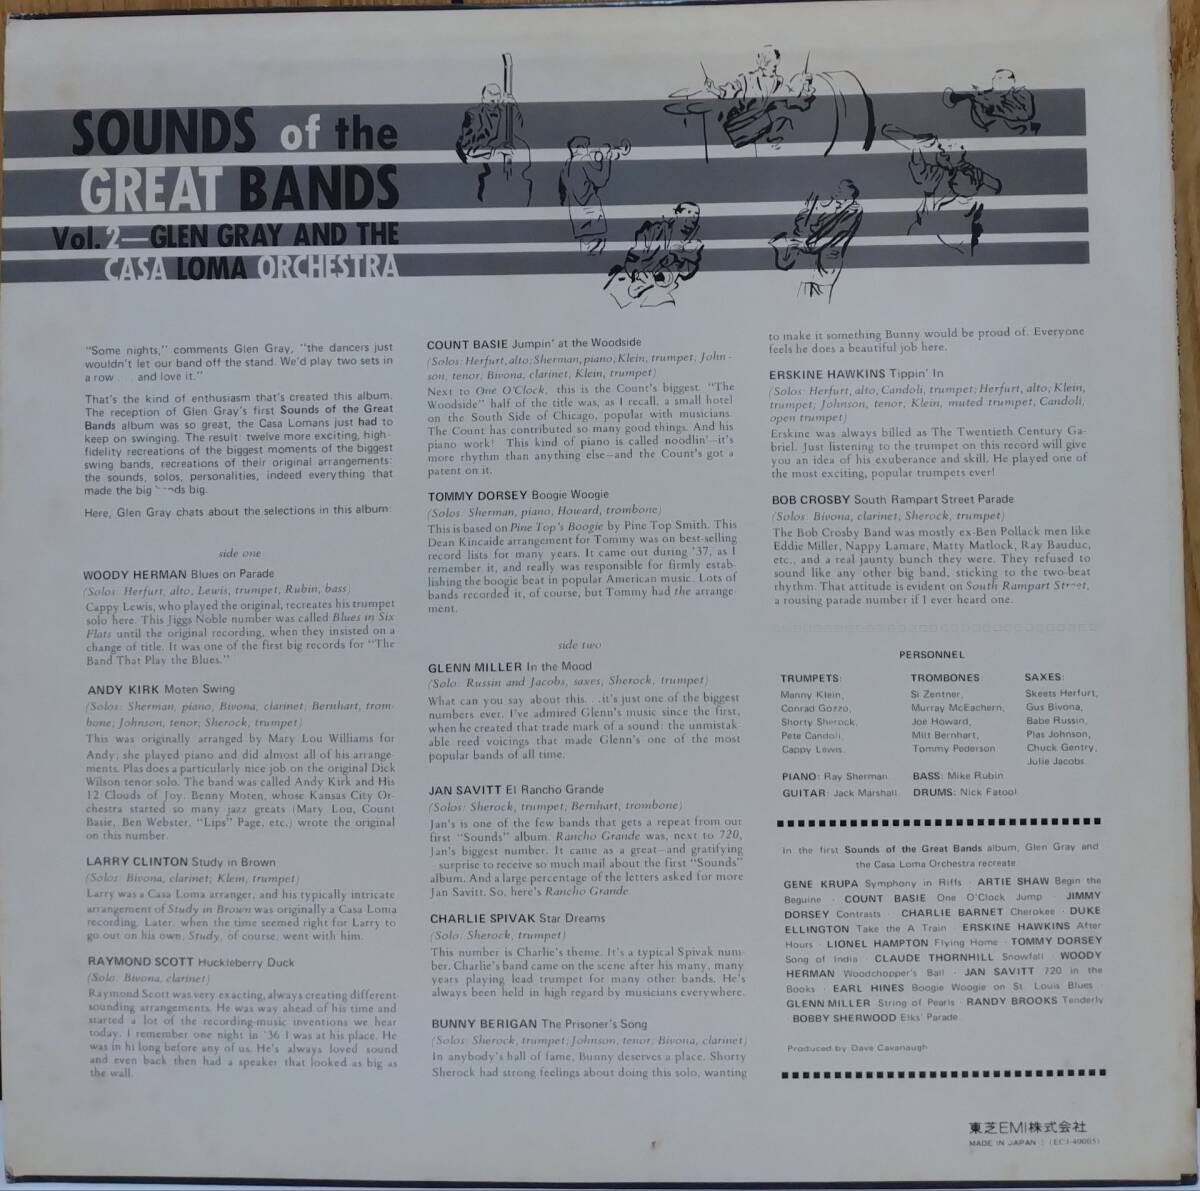 SOUNDS of the
GREAT BANDS
Vol. 2—GLEN GRAY AND THE
CASA LOMA ORCHESTRA
"Some nights," comments Glen Gray, "the dancers just
wouldn't let our band off the stand. We'd play two sets in
a row . . . and love it."
That's the kind of enthusiasm that's created this album.
The reception of Glen Gray's first Sounds of the Great
Bands album was so great, the Casa Lomans just had to
keep on swinging. The result: twelve more exciting, high-
fidelity recreations of the biggest moments of the biggest
swing bands, recreations of their original arrangements:
the sounds, solos, personalities, indeed everything that
made the big big.
Here, Glen Gray chats about the selections in this album:
side one
WOODY HERMAN Blues on Parade
(Solos: Herfurt, alto; Lewis, trumpet, Rubin, bass)
Cappy Lewis, who played the original, recreates his trumpet
solo here. This Jiggs Noble number was called Blues in Six
Flats until the original recording, when they insisted on a
change of title. It was one of the first big records for "The
Band That Play the Blues."
ANDY KIRK Moten Swing
(Solos: Sherman, piano, Bivona, clarinet; Bernhart, trom-
bone; Johnson, tenor; Sherock, trumpet)
This was originally arranged by Mary Lou Williams for
Andy; she played piano and did almost all of his arrange-
ments. Plas does a particularly nice job on the original Dick
Wilson tenor solo. The band was called Andy Kirk and His
12 Clouds of Joy. Benny Moten, whose Kansas City Or-
chestra started so many jazz greats (Mary Lou, Count
Basie, Ben Webster, "Lips" Page, etc.) wrote the original
on this number.
LARRY CLINTON Study in Brown
(Solos: Bivona, clarinet; Klein, trumpet)
Larry was a Casa Loma arranger, and his typically intricate
arrangement of Study in Brown was originally a Casa Loma
recording. Later, when the time seemed right for Larry to
go out on his own, Study, of course, went with him.
RAYMOND SCOTT Huckleberry Duck
(Solo: Bivona, clarinet)
Raymond Scott was very exacting, always creating different-
sounding arrangements. He was way ahead of his time and
started a lot of the recording-music inventions we hear
today. I remember one night in '36 I was at his place. He
was in hi long before any of us. He's always loved sound
and even back then had a speaker that looked as big as
the wall.
COUNT BASIE Jumpin' at the Woodside
(Solos: Herfurt, alto; Sherman, piano; Klein, trumpet; John-
son, tenor; Bivona, clarinet, Klein, trumpet)
Next to One O'Clock, this is the Count's biggest. "The
Woodside" half of the title was, as I recall, a small hotel
on the South Side of Chicago, popular with musicians.
The Count has contributed so many good things. And his
piano work! This kind of piano is called noodlin'—it's
more rhythm than anything else—and the Count's got a
patent on it.
TOMMY DORSEY Boogie Woogie
(Solos: Sherman, piano, Howard, trombone)
This is based on Pine Top's Boogie by Pine Top Smith. This
Dean Kincaide arrangement for Tommy was on best-selling
record lists for many years. It came out during '37, as I
remember it, and really was responsible for firmly estab-
lishing the boogie beat in popular American music. Lots of
bands recorded it, of course, but Tommy had the arrange-
ment.
side two
GLENN MILLER In the Mood
(Solo: Russin and Jacobs, saxes, Sherock, trumpet)
What can you say about this. . .it's just one of the biggest
numbers ever. I've admired Glenn's music since the first,
when he created that trade mark of a sound: the unmistak-
able reed voicings that made Glenn's one of the most
popular bands of all time.
JAN SAVITT El Rancho Grande
(Solos: Sherock, trumpet; Bernhart, trombone)
Jan's is one of the few bands that gets a repeat from our
first "Sounds" album. Rancho Grande was, next to 720,
Jan's biggest number. It came as a great—and gratifying
- surprise to receive so much mail about the first "Sounds"
album. And a large percentage of the letters asked for more
Jan Savitt. So, here's Rancho Grande.
CHARLIE SPIVAK Star Dreams
(Solo: Sherock, trumpet)
This number is Charlie's theme. It's a typical Spivak num-
ber. Charlie's band came on the scene after his many, many
years playing lead trumpet for many other bands. He's
always been held in high regard by musicians everywhere.
BUNNY BERIGAN The Prisoner's Song
(Solos: Sherock, trumpet; Johnson, tenor; Bivona, clarinet)
In anybody's hall of fame, Bunny deserves a place. Shorty
Sherock had strong feelings about doing this solo, wanting
to make it something Bunny would be proud of. Everyone
feels he does a beautiful job here.
ERSKINE HAWKINS Tippin' In
(Solos: Herfurt, alto, Candoli, trumpet; Herfurt, alto; Klein,
trumpet; Johnson, tenor; Klein, muted trumpet, Candoli,
open trumpet)
Erskine was always billed as The Twentieth Century Ga-
briel. Just listening to the trumpet on this record will give
you an idea of his exuberance and skill. He played one of
the most exciting, popular trumpets ever!
BOB CROSBY South Rampart Street Parade
(Solos: Bivona, clarinet; Sherock, trumpet)
The Bob Crosby Band was mostly ex-Ben Pollack men like
Eddie Miller, Nappy Lamare, Matty Matlock, Ray Bauduc,
etc., and a real jaunty bunch they were. They refused to
sound like any other big band, sticking to the two-beat
rhythm. That attitude is evident on South Rampart Street,
a rousing parade number if I ever heard one.
PERSONNEL
TRUMPETS:
Manny Klein,
Conrad Gozzo,
Shorty Sherock,
Pete Candoli,
Cappy Lewis.
TROMBONES:
Si Zentner,
Murray McEachern,
Joe Howard,
Milt Bernhart,
Tommy Pederson.
SAXES:
Skeets Herfurt,
Gus Bivona,
Babe Russin,
Plas Johnson,
Chuck Gentry,
Julie Jacobs.
PIANO: Ray Sherman. BASS: Mike Rubin.
GUITAR: Jack Marshall. DRUMS: Nick Fatool.
In the first Sounds of the Great Bands album, Glen Gray and
the Casa Loma Orchestra recreate
GENE KRUPA Symphony in Riffs · ARTIE SHAW Begin the
Beguine · COUNT BASIE One O'Clock Jump · JIMMY
DORSEY Contrasts · CHARLIE BARNET Cherokee · DUKE
ELLINGTON Take the A Train · ERSKINE HAWKINS After
Hours · LIONEL HAMPTON Flying Home · TOMMY DORSEY
Song of India · CLAUDE THORNHILL Snowfall · WOODY
HERMAN Woodchopper's Ball · JAN SAVITT 720 in the
Books · EARL HINES Boogie Woogie on St. Louis Blues ·
GLENN MILLER String of Pearls · RANDY BROOKS Tenderly
· BOBBY SHERWOOD Elks' Parade.
Produced by Dave Cavanaugh
東芝EMI株式会社
MADE IN JAPAN (ECJ-40005)